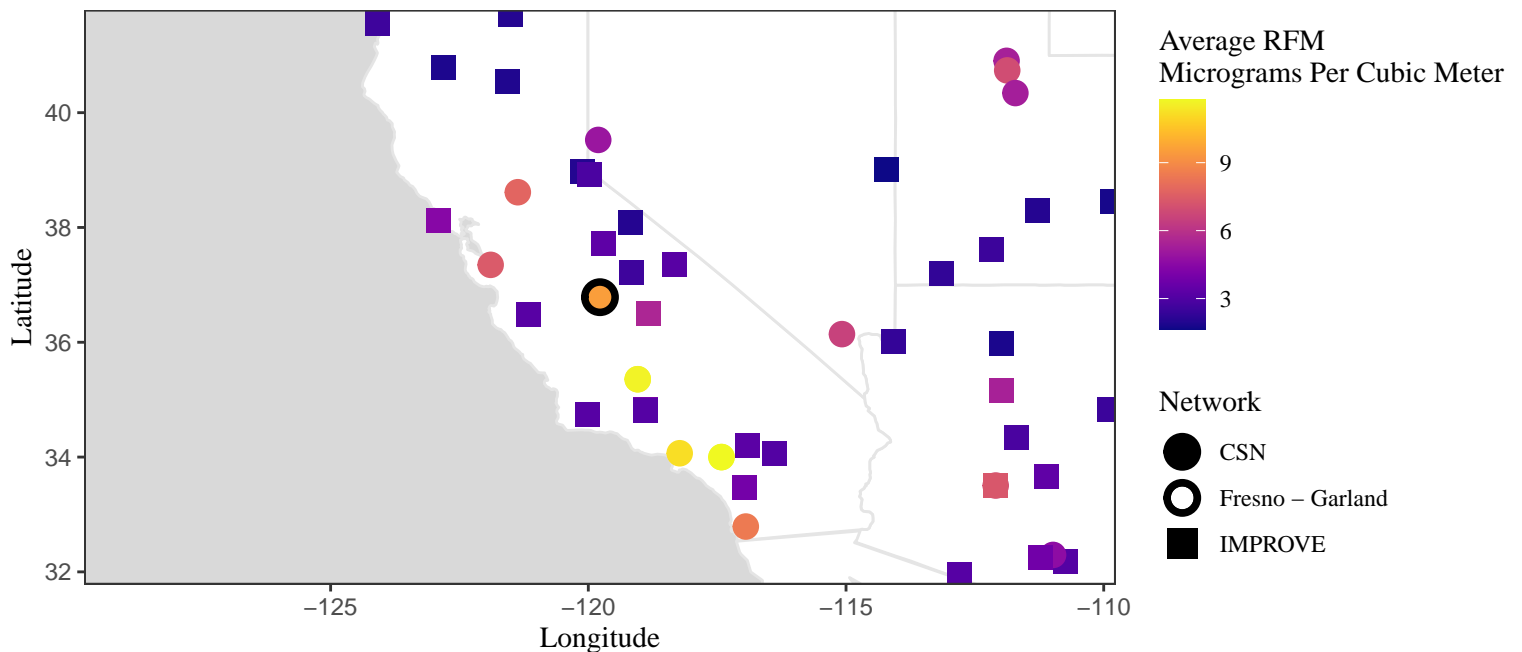 Average RFM
Micrograms Per Cubic Meter
9
6
3
Network
CSN
Fresno − Garland
IMPROVE
Latitude
40
38
36
34
32
−125
−120
−115
−110
Longitude